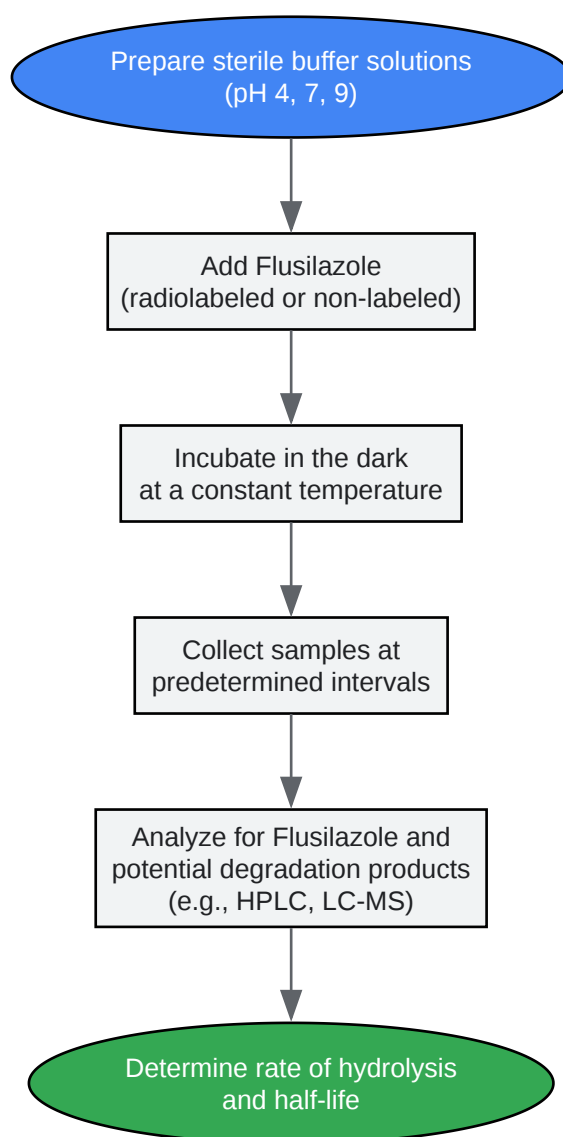 Prepare sterile buffer solutions
(pH 4, 7, 9)
Add Flusilazole
(radiolabeled or non-labeled)
Incubate in the dark
at a constant temperature
Collect samples at
predetermined intervals
Analyze for Flusilazole and
potential degradation products
(e.g., HPLC, LC-MS)
Determine rate of hydrolysis
and half-life